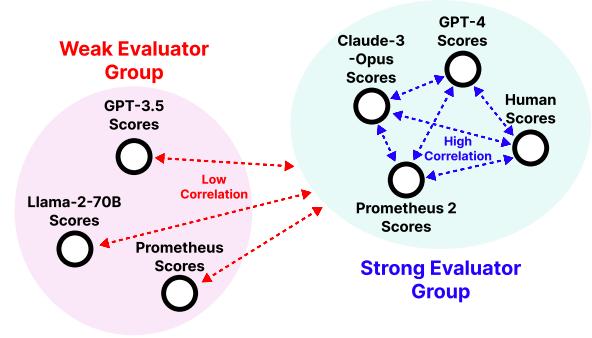 Weak Evaluator
Group
GPT-3.5
Scores
Llama-2-70B
Scores
Prometheus
Scores
Low
Correlation
Claude-3
-Opus
Scores
GPT-4
Scores
Human
Scores
High
Correlation
Prometheus 2
Scores
Strong Evaluator
Group